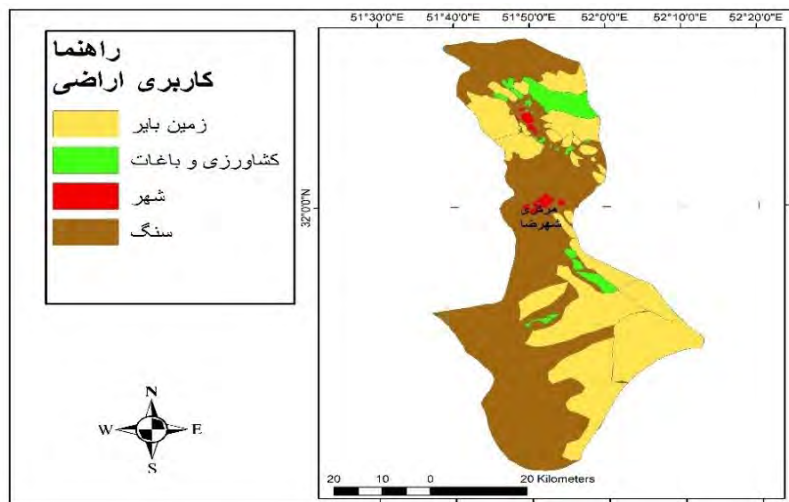 51°30'0"E 51°40'0"E 51°50'0"E 52°0'0"E 52°10'0"E 52°20'0"E
راهنما
کاربری اراضی
زمین بایر
کشاورزی و باغات
شهر
سنگ
32°0'0"N
مرکزی
شهرضا
N
W E
S
20 10 0 20 Kilometers